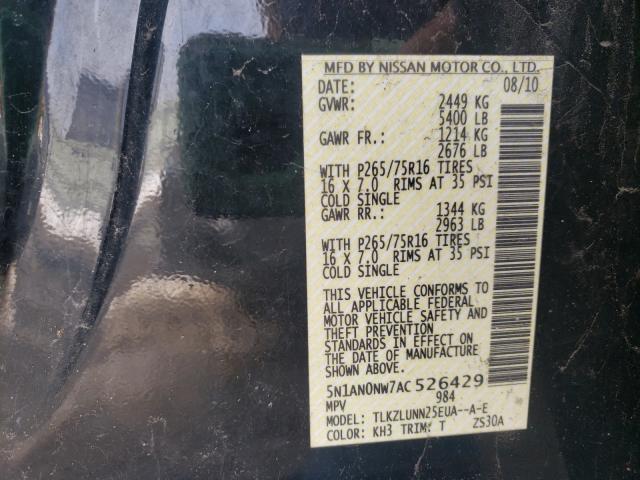 MFD BY NISSAN MOTOR CO., LTD.
DATE: 08/10
GVWR: 2449 KG
5400 LB
GAWR FR.: 1214 KG
2676 LB
WITH P265/75R16 TIRES
16 X 7.0 RIMS AT 35 PSI
COLD SINGLE
GAWR RR.: 1344 KG
2963 LB
WITH P265/75R16 TIRES
16 X 7.0 RIMS AT 35 PSI
COLD SINGLE
THIS VEHICLE CONFORMS TO
ALL APPLICABLE FEDERAL
MOTOR VEHICLE SAFETY AND
THEFT PREVENTION
STANDARDS IN EFFECT ON
THE DATE OF MANUFACTURE
SHOWN ABOVE.
5N1AN0NW7AC526429
MPV 984
MODEL: TLKZLUNN25EUA--A-E
COLOR: KH3 TRIM: T ZS30A